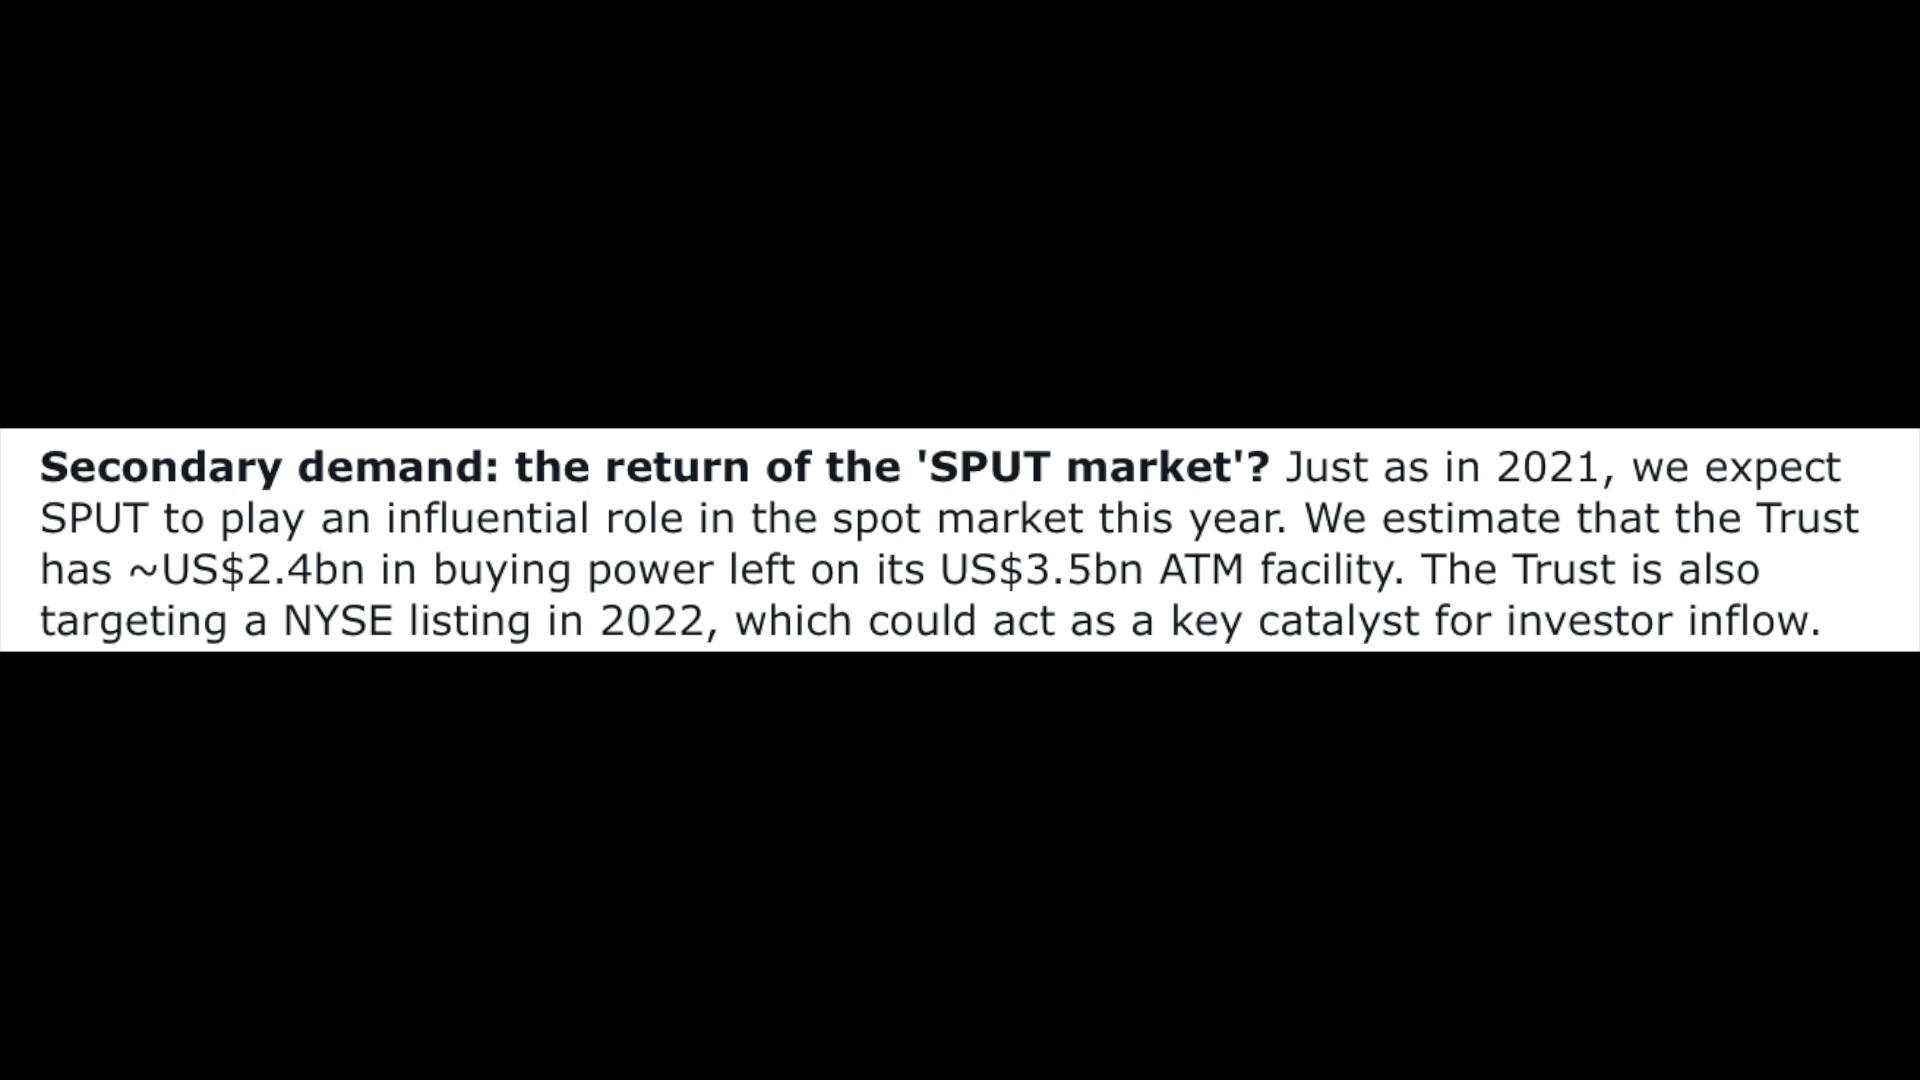 Secondary demand: the return of the 'SPUT market'? Just as in 2021, we expect
SPUT to play an influential role in the spot market this year. We estimate that the Trust
has ~US$2.4bn in buying power left on its US$3.5bn ATM facility. The Trust is also
targeting a NYSE listing in 2022, which could act as a key catalyst for investor inflow.